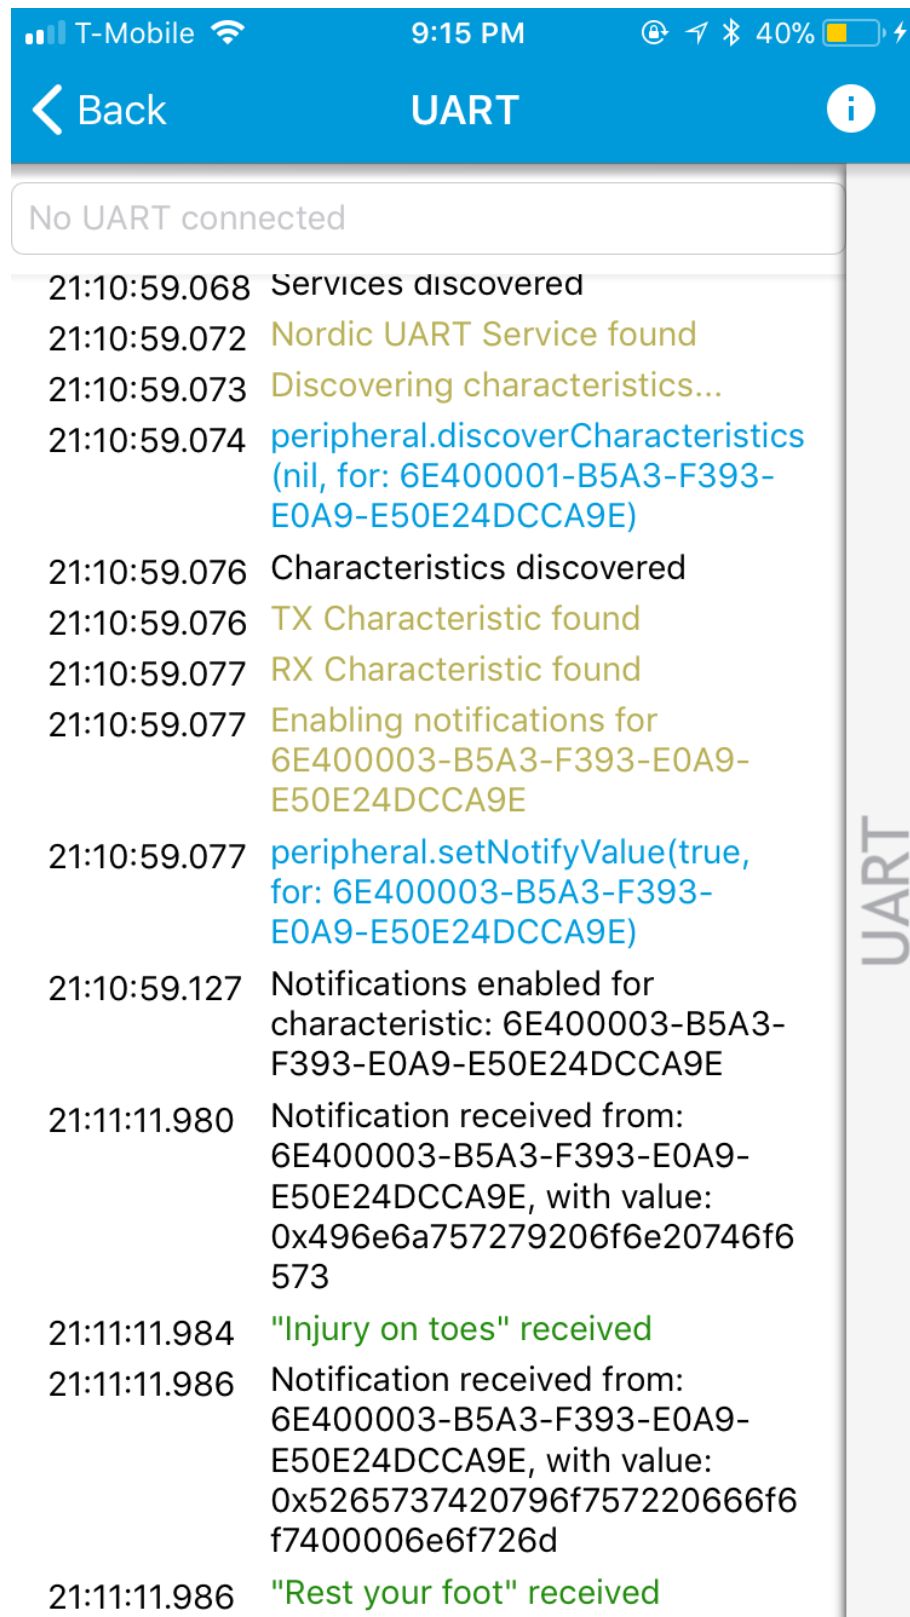 T-Mobile 9:15 PM 40%
Back UART i
No UART connected
21:10:59.068 Services discovered
21:10:59.072 Nordic UART Service found
21:10:59.073 Discovering characteristics...
21:10:59.074 peripheral.discoverCharacteristics
(nil, for: 6E400001-B5A3-F393-
E0A9-E50E24DCCA9E)
21:10:59.076 Characteristics discovered
21:10:59.076 TX Characteristic found
21:10:59.077 RX Characteristic found
21:10:59.077 Enabling notifications for
6E400003-B5A3-F393-E0A9-
E50E24DCCA9E
21:10:59.077 peripheral.setNotifyValue(true,
for: 6E400003-B5A3-F393-
E0A9-E50E24DCCA9E)
21:10:59.127 Notifications enabled for
characteristic: 6E400003-B5A3-
F393-E0A9-E50E24DCCA9E
21:11:11.980 Notification received from:
6E400003-B5A3-F393-E0A9-
E50E24DCCA9E, with value:
0x496e6a757279206f6e20746f6
573
21:11:11.984 "Injury on toes" received
21:11:11.986 Notification received from:
6E400003-B5A3-F393-E0A9-
E50E24DCCA9E, with value:
0x5265737420796f757220666f6
f7400006e6f726d
21:11:11.986 "Rest your foot" received
UART